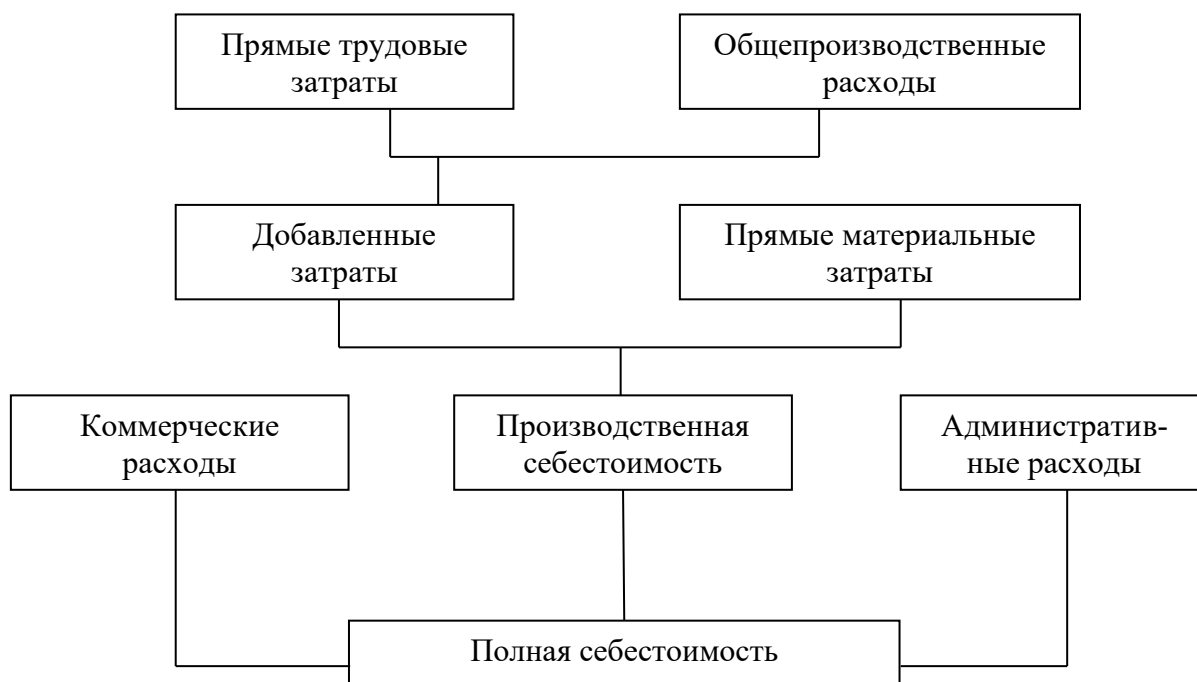 Прямые трудовые
затраты
Общепроизводственные
расходы
Добавленные
затраты
Прямые материальные
затраты
Коммерческие
расходы
Производственная
себестоимость
Административ-
ные расходы
Полная себестоимость